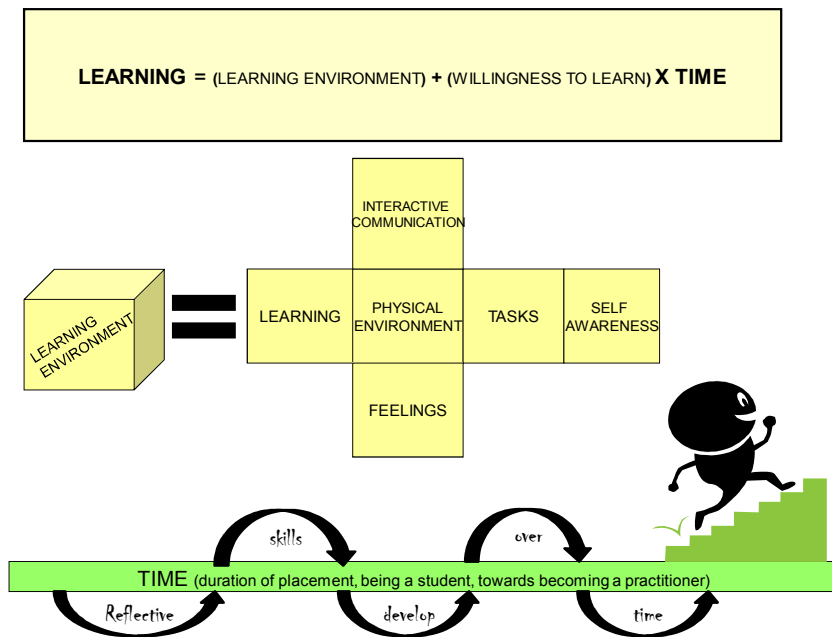 LEARNING = (LEARNING ENVIRONMENT) + (WILLINGNESS TO LEARN) X TIME
INTERACTIVE
COMMUNICATION
LEARNING
ENVIRONMENT
LEARNING
PHYSICAL
ENVIRONMENT
TASKS
SELF
AWARENESS
FEELINGS
skills
over
TIME (duration of placement, being a student, towards becoming a practitioner)
Reflective
develop
time